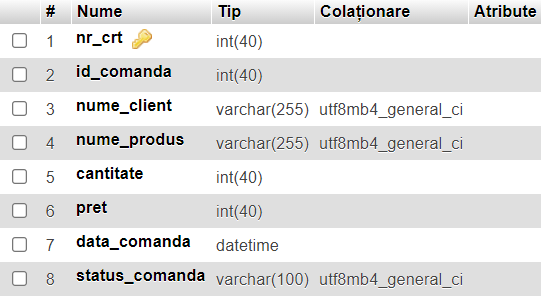 # Nume Tip Colaționare Atribute
1 nr_crt int(40)
2 id_comanda int(40)
3 nume_client varchar(255) utf8mb4_general_ci
4 nume_produs varchar(255) utf8mb4_general_ci
5 cantitate int(40)
6 pret int(40)
7 data_comanda datetime
8 status_comanda varchar(100) utf8mb4_general_ci